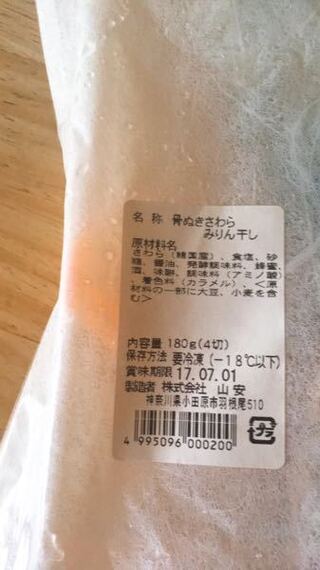 名 称 骨ぬきさわら
みりん干し
原材料名
さわら（韓国産）、食塩、砂
糖、醤油、発酵調味料、蜂蜜、
酒、味醂、調味料（アミノ酸）
、着色料（カラメル）、＜原
材料の一部に大豆、小麦を含
む＞
内容量 180g(4切)
保存方法 要冷凍（－18℃以下）
賞味期限 17.07.01
製造者 株式会社 山安
神奈川県小田原市羽根尾510
4 995096 000200
プラ